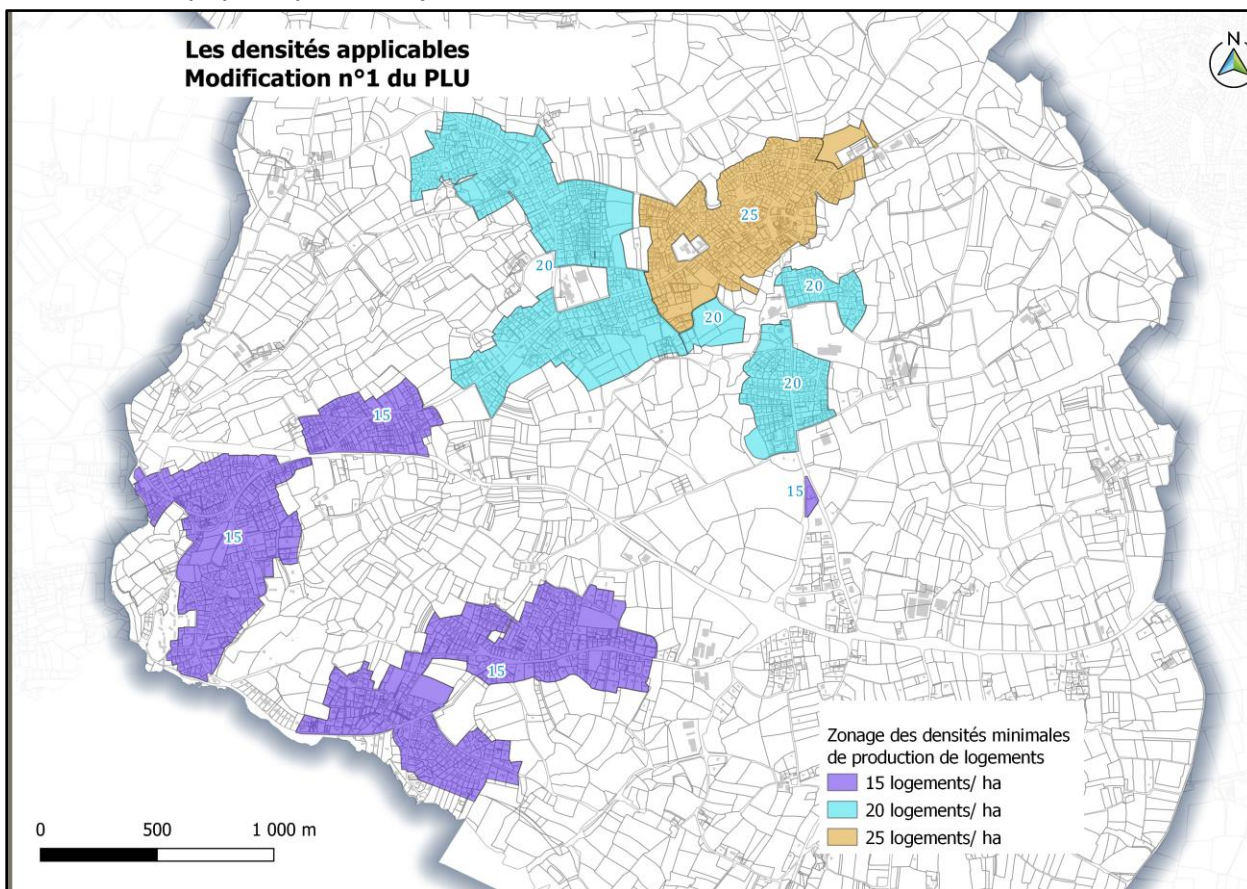 Les densités applicables
Modification n°1 du PLU
N
25
20
20
20
20
15
15
15
15
Zonage des densités minimales
de production de logements
15 logements/ ha
20 logements/ ha
25 logements/ ha
0 500 1 000 m